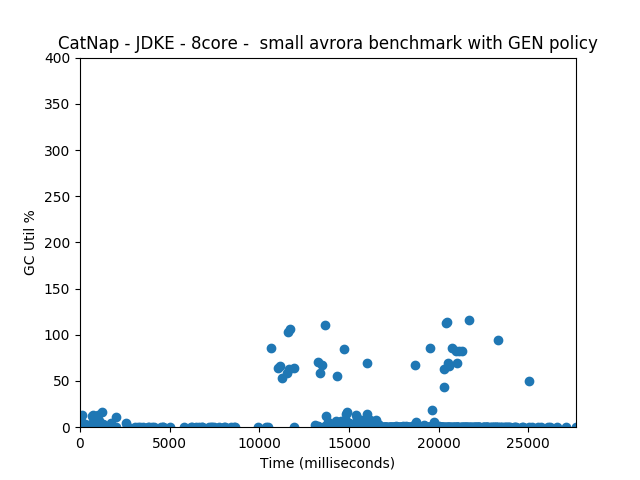 CatNap - JDKE - 8core -  small avrora benchmark with GEN policy
400
350
300
250
200
150
100
50
0
GC Util %
0 5000 10000 15000 20000 25000
Time (milliseconds)